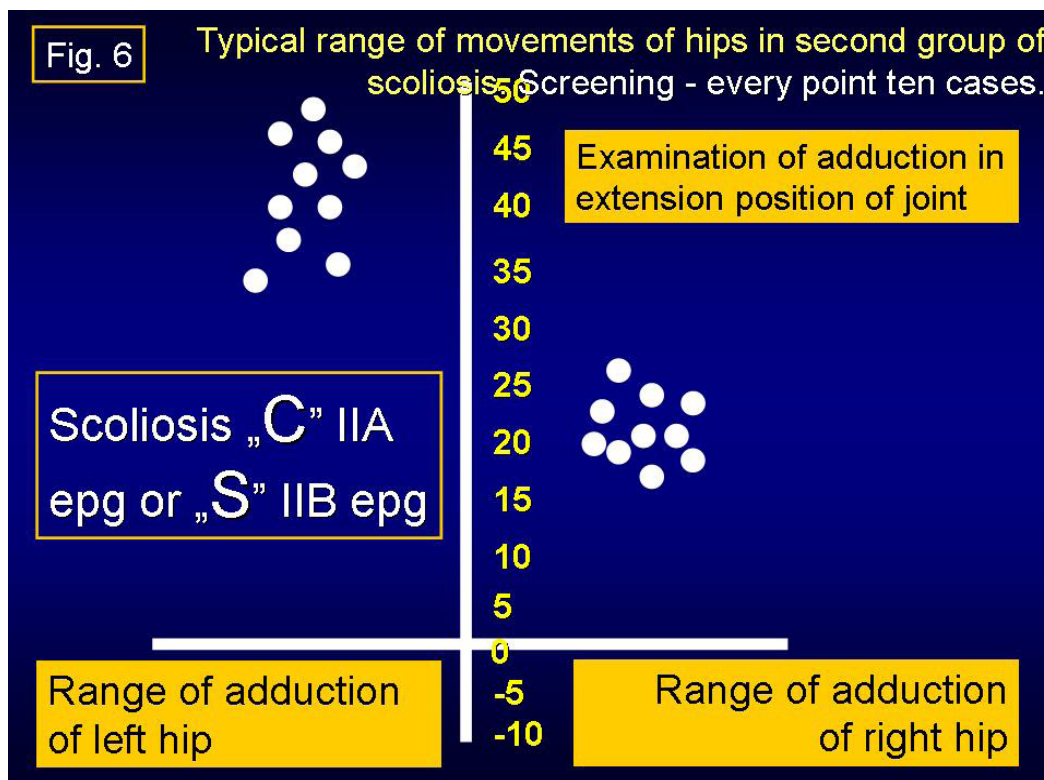 Fig. 6
Typical range of movements of hips in second group of
scoliosis. Screening - every point ten cases.
50
45
40
35
30
25
20
15
10
5
0
-5
-10
Examination of adduction in
extension position of joint
Scoliosis „C” IIA
epg or „S” IIB epg
Range of adduction
of left hip
Range of adduction
of right hip